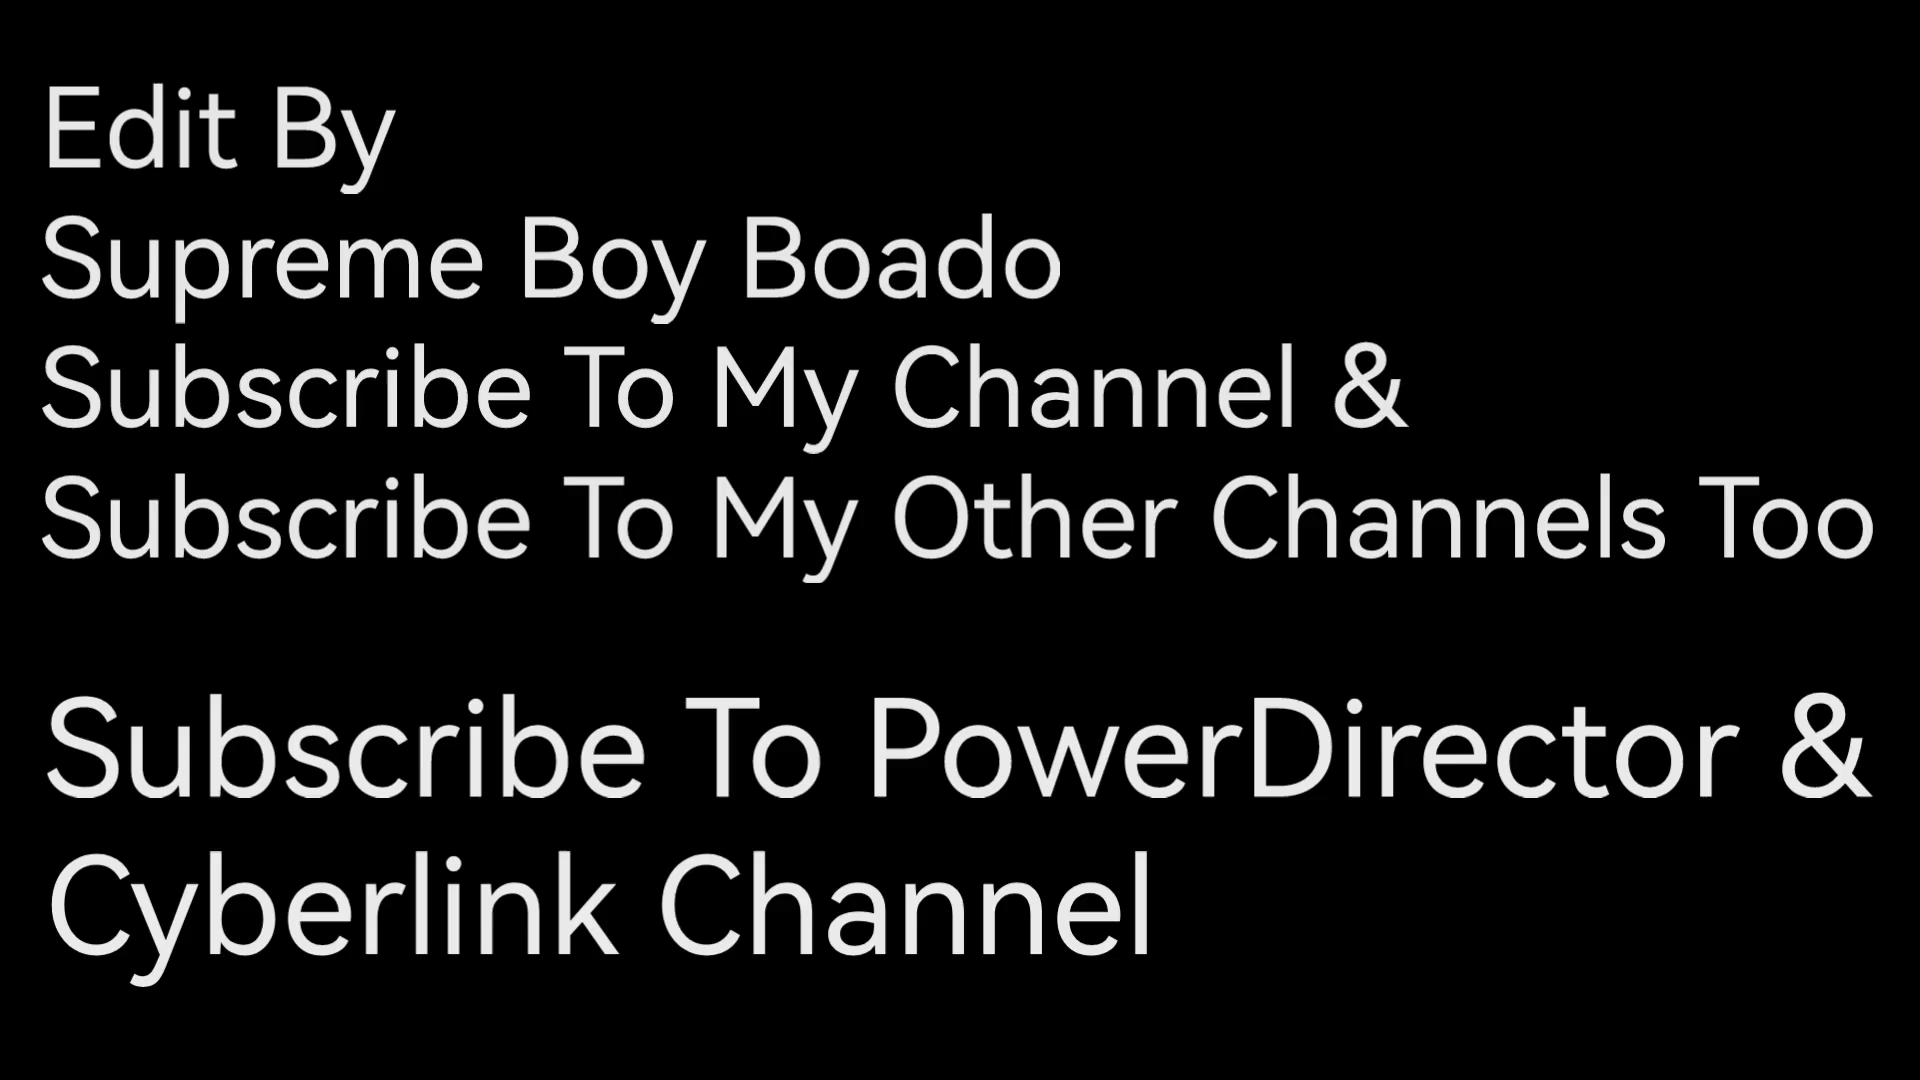 Edit By
Supreme Boy Boado
Subscribe To My Channel &
Subscribe To My Other Channels Too
Subscribe To PowerDirector &
Cyberlink Channel